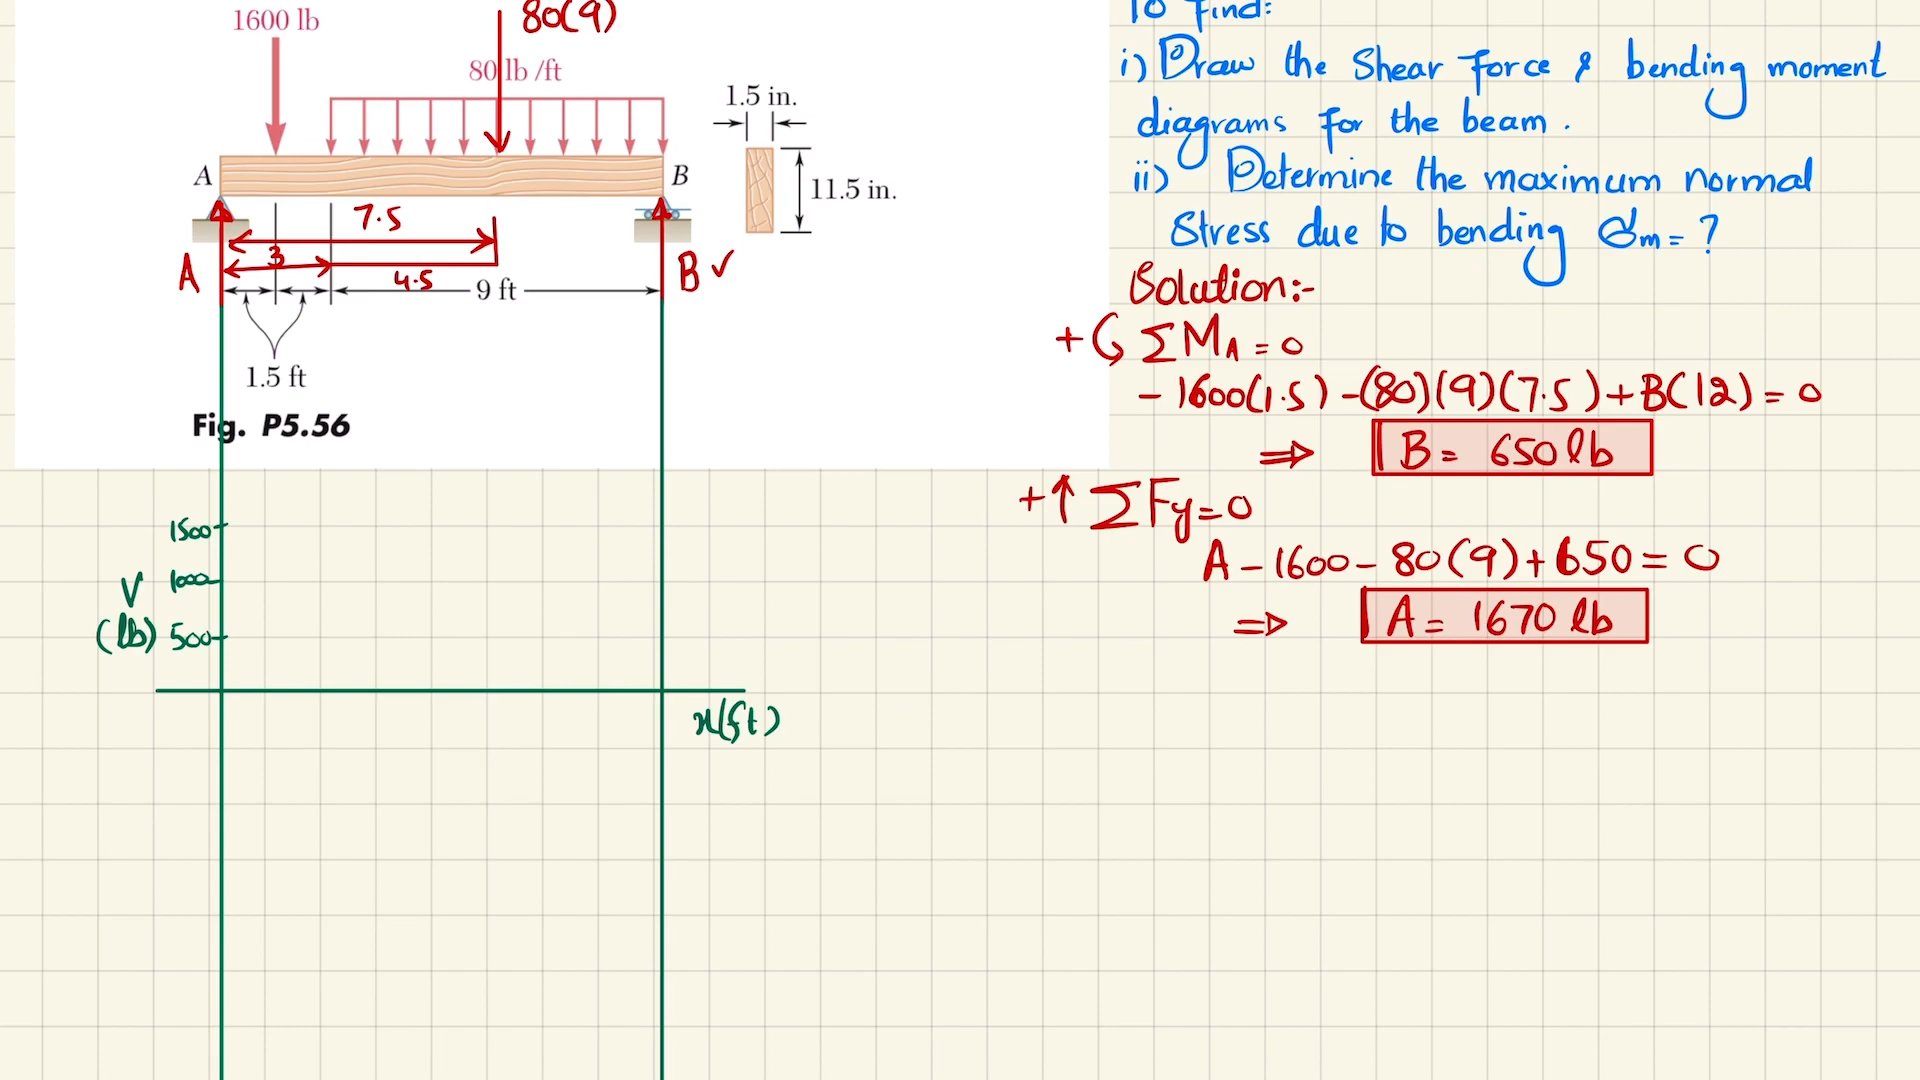 1600 lb
80(9)
80 lb /ft
1.5 in.
11.5 in.
A
B
7.5
3
4.5
9 ft
A
B ✓
1.5 ft
Fig. P5.56
1500
1000
500
V
(lb)
x(ft)
To find:
i) Draw the Shear force & bending moment
diagrams for the beam.
ii) Determine the maximum normal
Stress due to bending σm = ?
Solution:-
+ ΣMA = 0
- 1600(1.5) - (80)(9)(7.5) + B(12) = 0
⇒ B = 650 lb
+↑ ΣFy = 0
A - 1600 - 80(9) + 650 = 0
⇒ A = 1670 lb